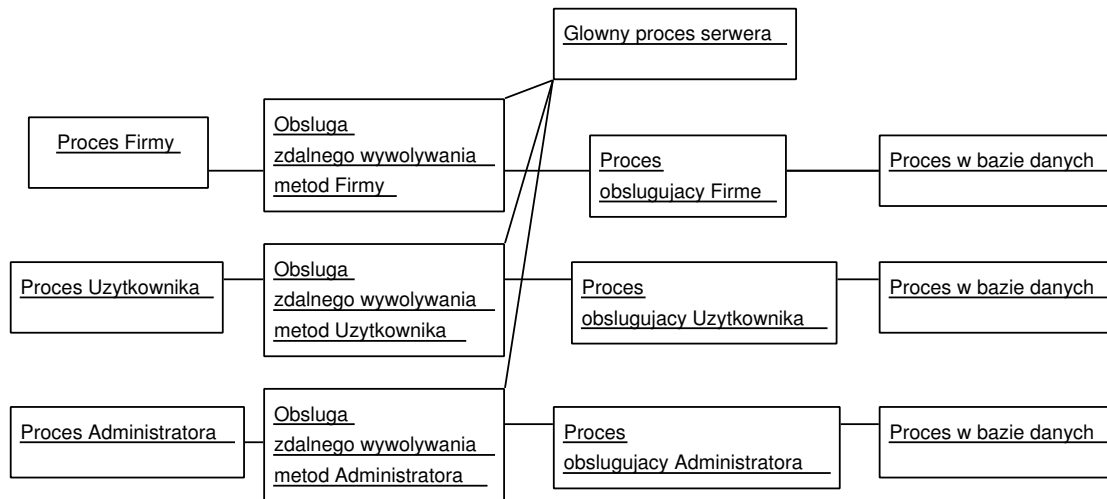 Glowny proces serwera
Proces Firmy
Obsluga
zdalnego wywolywania
metod Firmy
Proces
obslugujacy Firme
Proces w bazie danych
Proces Uzytkownika
Obsluga
zdalnego wywolywania
metod Uzytkownika
Proces
obslugujacy Uzytkownika
Proces w bazie danych
Proces Administratora
Obsluga
zdalnego wywolywania
metod Administratora
Proces
obslugujacy Administratora
Proces w bazie danych